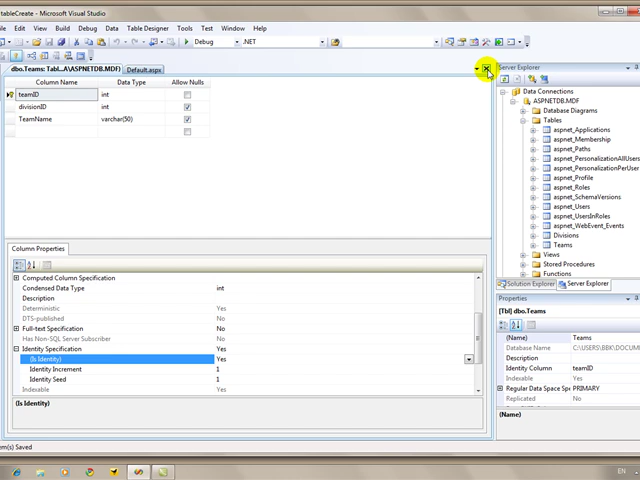 tableCreate - Microsoft Visual Studio
File Edit View Build Debug Data Table Designer Tools Test Window Help
Debug .NET
dbo.Teams: Tabl...A\ASPNETDB.MDF) Default.aspx
Column Name Data Type Allow Nulls
teamID int
divisionID int
TeamName varchar(50)
Column Properties
Computed Column Specification
Condensed Data Type int
Description
Deterministic Yes
DTS-published No
Full-text Specification No
Has Non-SQL Server Subscriber No
Identity Specification Yes
(Is Identity) Yes
Identity Increment 1
Identity Seed 1
Indexable Yes
(Is Identity)
Server Explorer
Data Connections
ASPNETDB.MDF
Database Diagrams
Tables
aspnet_Applications
aspnet_Membership
aspnet_Paths
aspnet_PersonalizationAllUsers
aspnet_PersonalizationPerUser
aspnet_Profile
aspnet_Roles
aspnet_SchemaVersions
aspnet_Users
aspnet_UsersInRoles
aspnet_WebEvent_Events
Divisions
Teams
Views
Stored Procedures
Functions
Solution Explorer Server Explorer
Properties
[Tbl] dbo.Teams
(Name) Teams
Database Name C:\USERS\BBK\DOCUM
Description
Identity Column teamID
Indexable Yes
Regular Data Space Spe PRIMARY
Replicated No
(Name)
em(s) Saved
EN